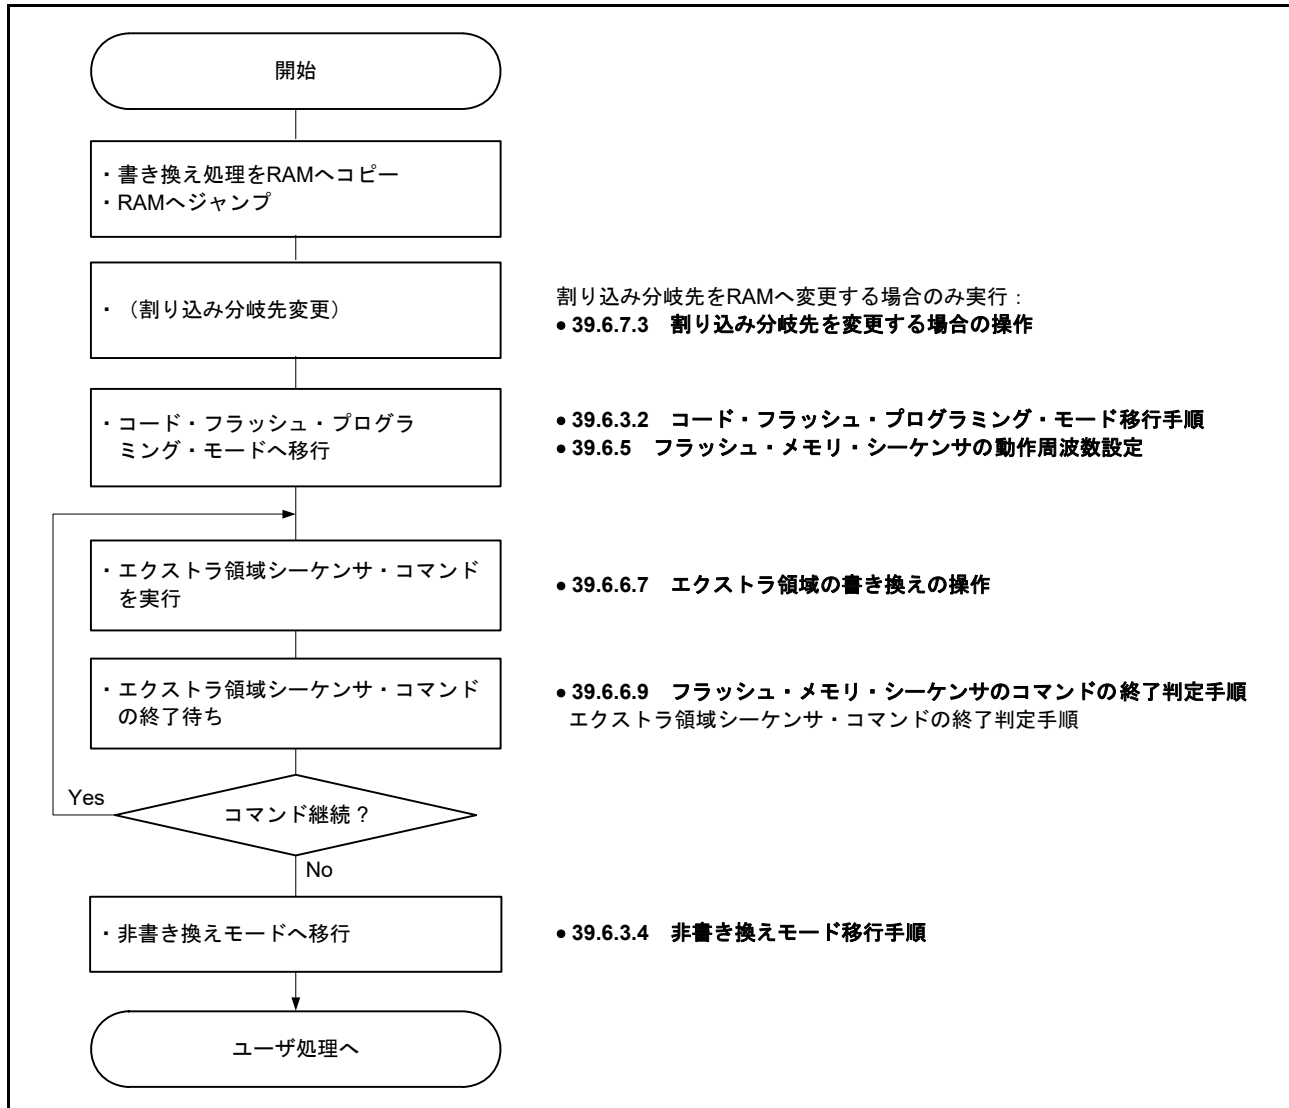 開始
・書き換え処理をRAMへコピー
・RAMへジャンプ
・（割り込み分岐先変更）
割り込み分岐先をRAMへ変更する場合のみ実行：
● 39.6.7.3　割り込み分岐先を変更する場合の操作
・コード・フラッシュ・プログラ
ミング・モードへ移行
● 39.6.3.2　コード・フラッシュ・プログラミング・モード移行手順
● 39.6.5　フラッシュ・メモリ・シーケンサの動作周波数設定
・エクストラ領域シーケンサ・コマンド
を実行
● 39.6.6.7　エクストラ領域の書き換えの操作
・エクストラ領域シーケンサ・コマンド
の終了待ち
● 39.6.6.9　フラッシュ・メモリ・シーケンサのコマンドの終了判定手順
エクストラ領域シーケンサ・コマンドの終了判定手順
Yes
コマンド継続？
No
・非書き換えモードへ移行
● 39.6.3.4　非書き換えモード移行手順
ユーザ処理へ